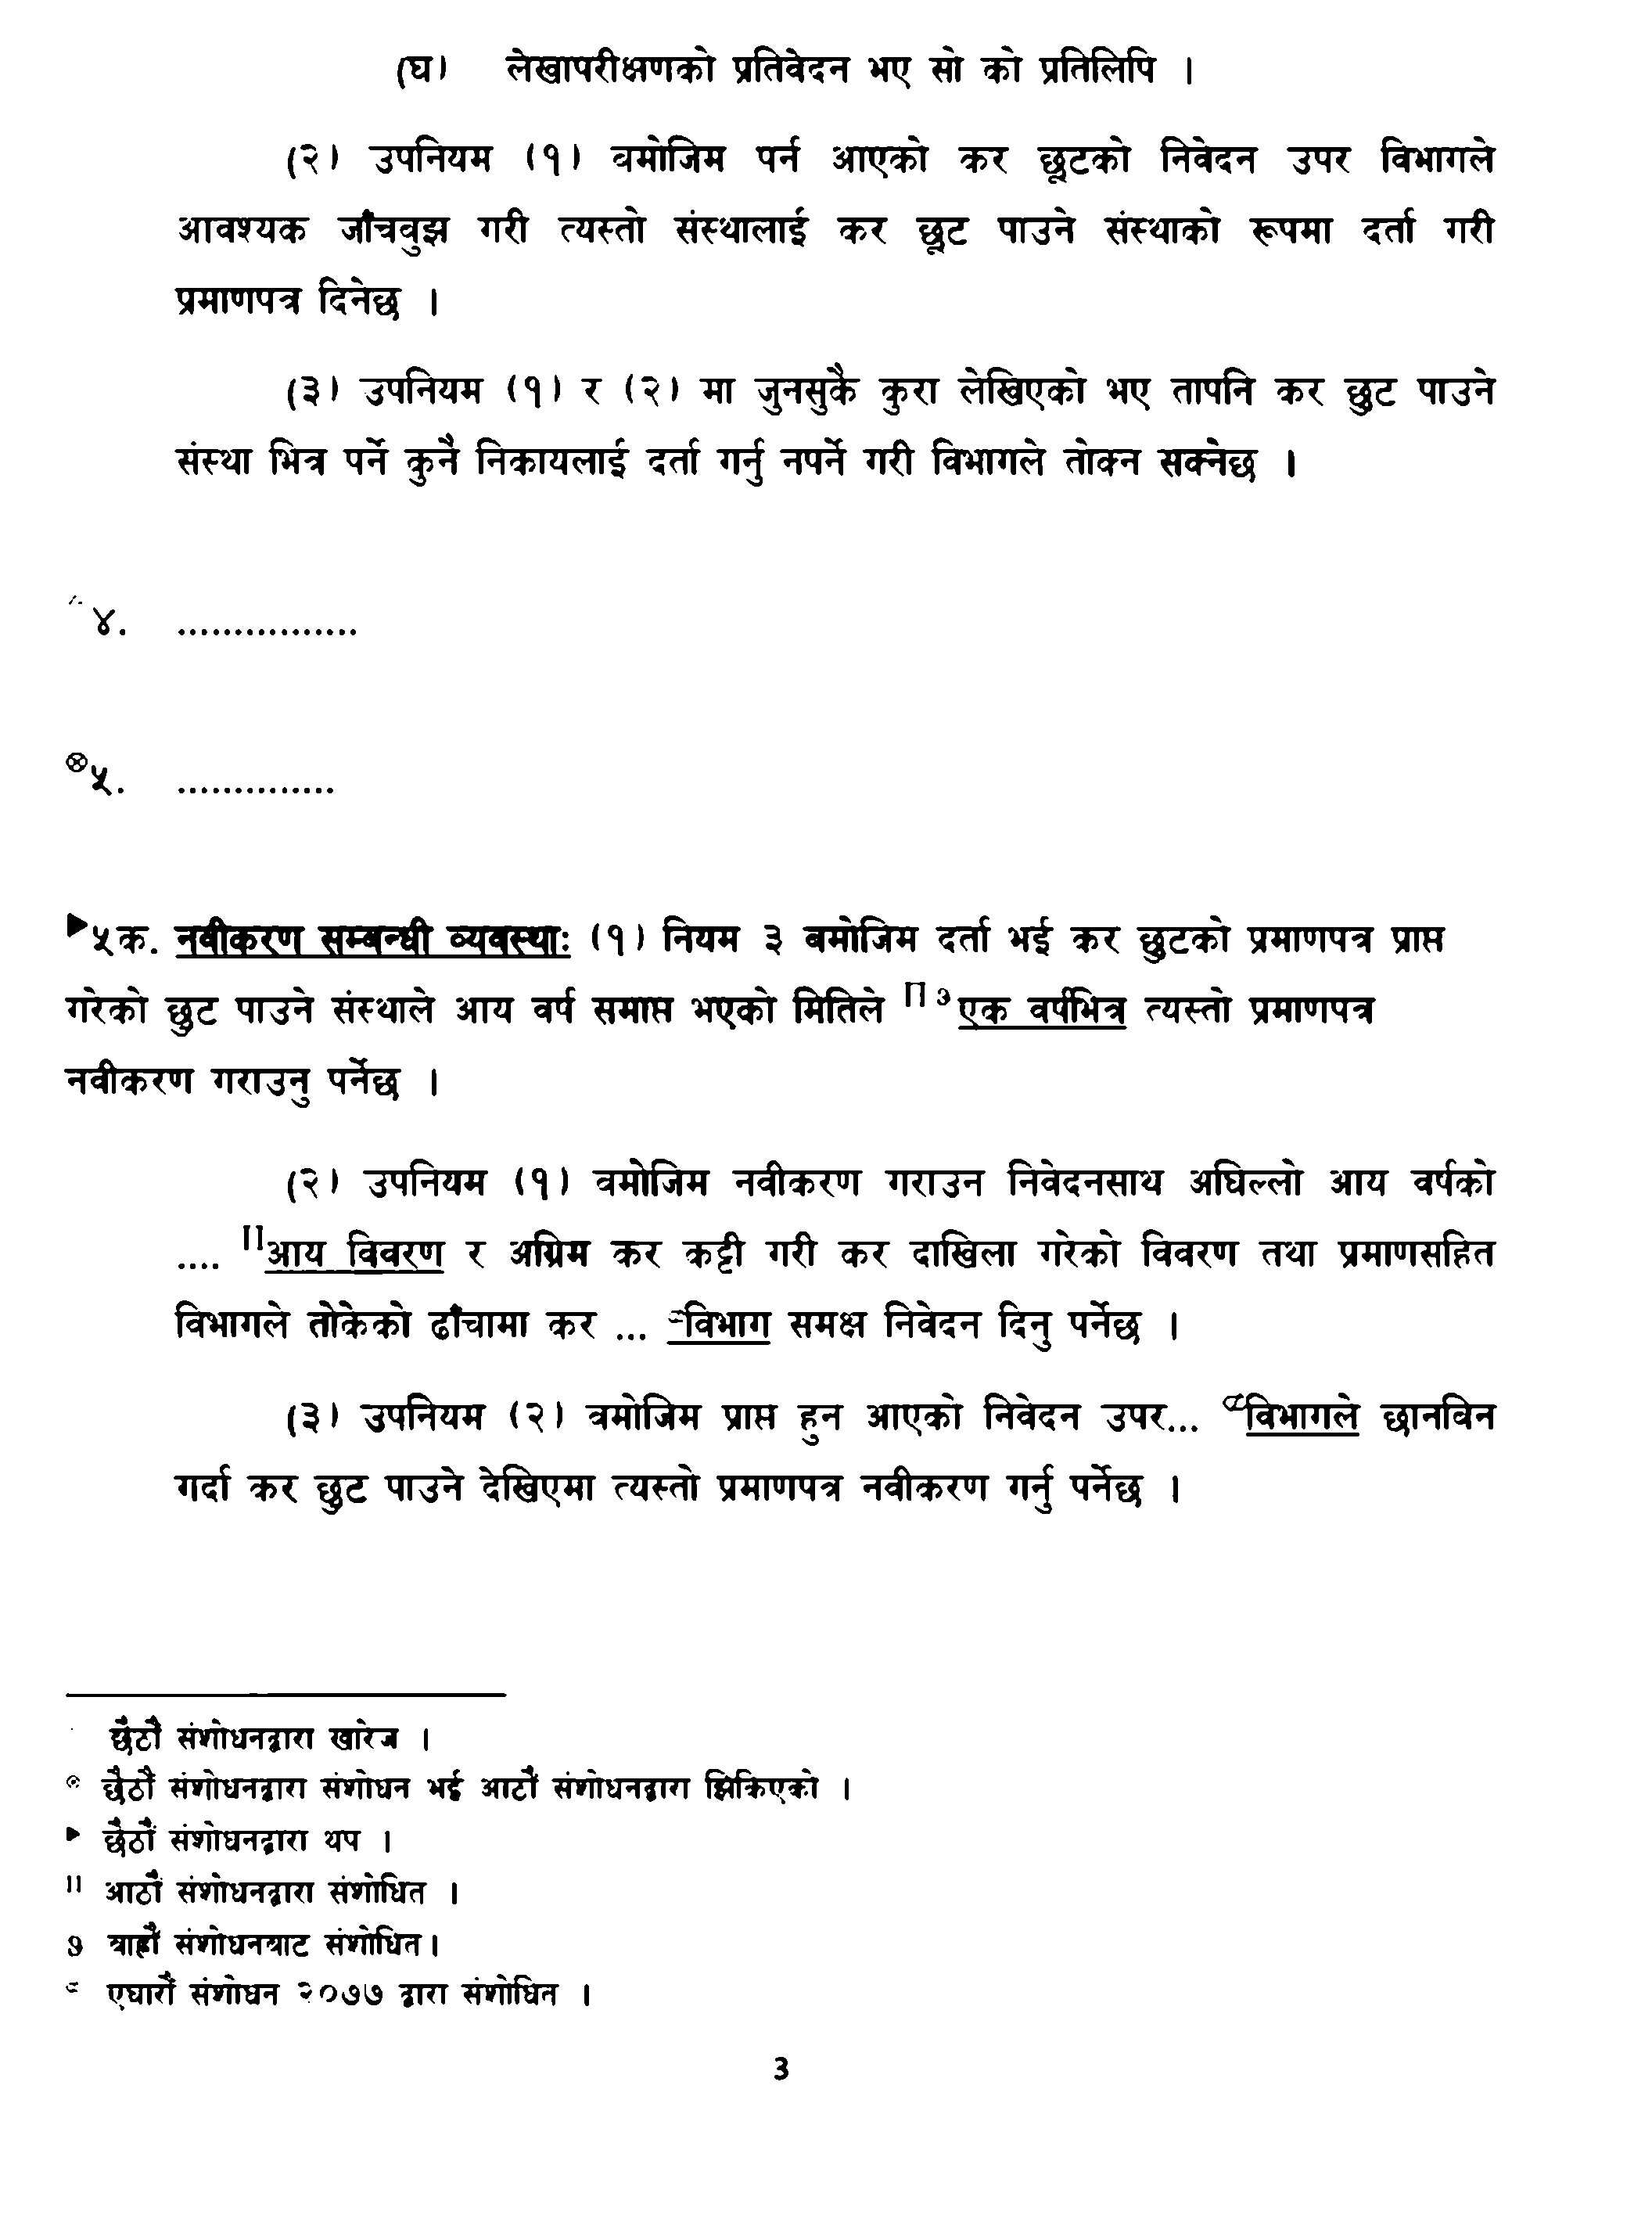 (घ) लेखापरीक्षणको प्रतिवेदन भए सो को प्रतिलिपि ।
(२) उपनियम (१) बमोजिम पर्न आएको कर छूटको निवेदन उपर विभागले
आवश्यक जाँचबुझ गरी त्यस्तो संस्थालाई कर छूट पाउने संस्थाको रूपमा दर्ता गरी
प्रमाणपत्र दिनेछ ।
(३) उपनियम (१) र (२) मा जुनसुकै कुरा लेखिएको भए तापनि कर छुट पाउने
संस्था भित्र पर्ने कुनै निकायलाई दर्ता गर्नु नपर्ने गरी विभागले तोक्न सक्नेछ ।
४. ................
⊗५. ..............
▶५क. नवीकरण सम्बन्धी व्यवस्था: (१) नियम ३ बमोजिम दर्ता भई कर छुटको प्रमाणपत्र प्राप्त
गरेको छुट पाउने संस्थाले आय वर्ष समाप्त भएको मितिले II ९ एक वर्षभित्र त्यस्तो प्रमाणपत्र
नवीकरण गराउनु पर्नेछ ।
(२) उपनियम (१) बमोजिम नवीकरण गराउन निवेदनसाथ अघिल्लो आय वर्षको
.... IIआय विवरण र अग्रिम कर कट्टी गरी कर दाखिला गरेको विवरण तथा प्रमाणसहित
विभागले तोकेको ढाँचामा कर ... विभाग समक्ष निवेदन दिनु पर्नेछ ।
(३) उपनियम (२) बमोजिम प्राप्त हुन आएको निवेदन उपर... विभागले छानविन
गर्दा कर छुट पाउने देखिएमा त्यस्तो प्रमाणपत्र नवीकरण गर्नु पर्नेछ ।
छैठौं संशोधनद्वारा खारेज ।
⊗ छैठौं संशोधनद्वारा संशोधन भई आठौं संशोधनद्वारा झिकिएको ।
▶ छैठौं संशोधनद्वारा थप ।
II आठौं संशोधनद्वारा संशोधित ।
९ बाह्रौं संशोधनबाट संशोधित।
एघारौं संशोधन २०७७ द्वारा संशोधित ।
३